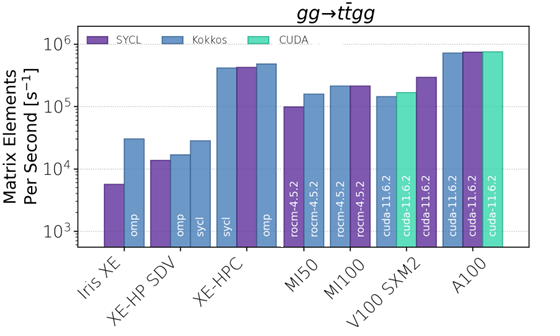 gg→tt̄gg
SYCL
Kokkos
CUDA
Matrix Elements
Per Second [s⁻¹]
10⁶
10⁵
10⁴
10³
omp
omp
sycl
sycl
omp
rocm-4.5.2
rocm-4.5.2
rocm-4.5.2
rocm-4.5.2
cuda-11.6.2
cuda-11.6.2
cuda-11.6.2
cuda-11.6.2
cuda-11.6.2
cuda-11.6.2
Iris XE
XE-HP SDV
XE-HPC
MI50
MI100
V100 SXM2
A100